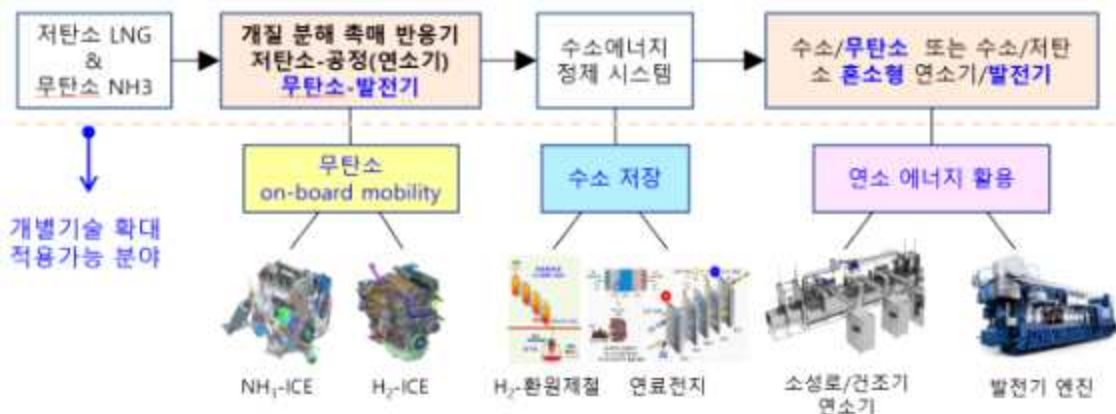 저탄소 LNG
&
무탄소 NH3
개질 분해 촉매 반응기
저탄소-공정(연소기)
무탄소-발전기
수소에너지
정제 시스템
수소/무탄소 또는 수소/저탄
소 혼소형 연소기/발전기
개별기술 확대
적용가능 분야
무탄소
on-board mobility
수소 저장
연소 에너지 활용
NH₁-ICE
H₂-ICE
H₂-환원제철
연료전지
소성로/건조기
연소기
발전기 엔진